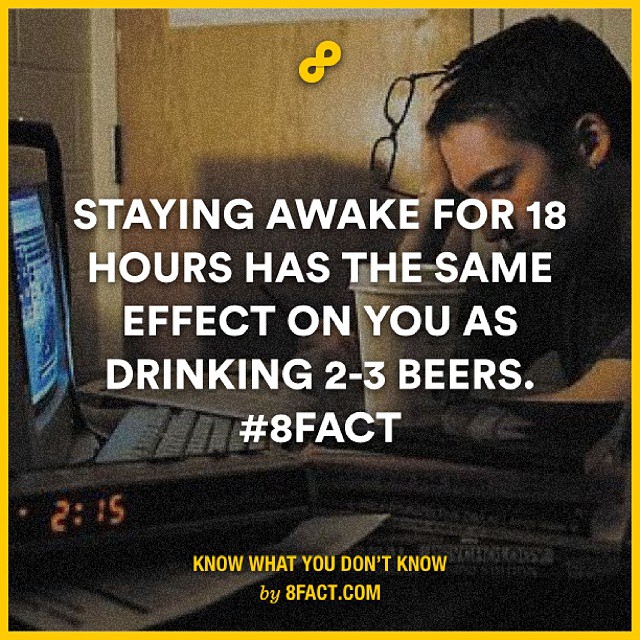 STAYING AWAKE FOR 18
HOURS HAS THE SAME
EFFECT ON YOU AS
DRINKING 2-3 BEERS.
#8FACT
2:15
KNOW WHAT YOU DON'T KNOW
by 8FACT.COM